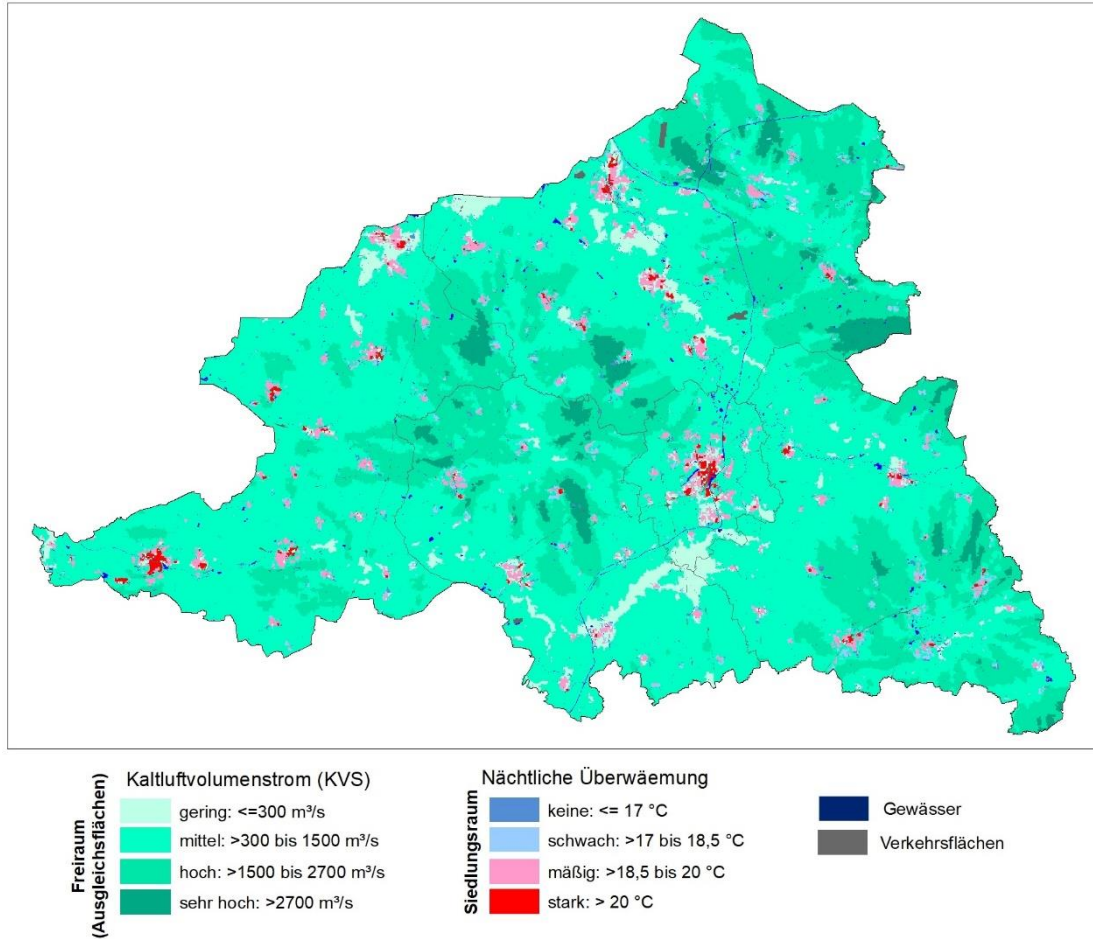 Kaltluftvolumenstrom (KVS)
Freiraum
(Ausgleichsflächen)
gering: <=300 m³/s
mittel: >300 bis 1500 m³/s
hoch: >1500 bis 2700 m³/s
sehr hoch: >2700 m³/s
Nächtliche Überwäemung
Siedlungsraum
keine: <= 17 °C
schwach: >17 bis 18,5 °C
mäßig: >18,5 bis 20 °C
stark: > 20 °C
Gewässer
Verkehrsflächen